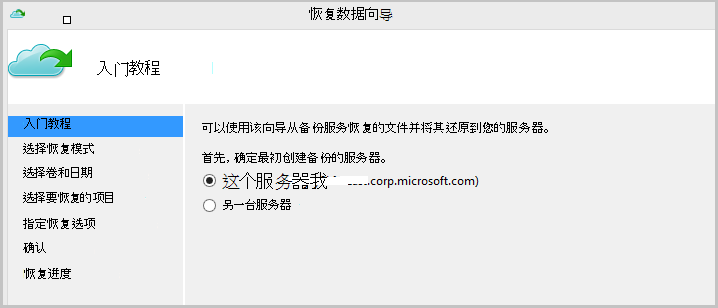 恢复数据向导
入门教程
入门教程
选择恢复模式
选择卷和日期
选择要恢复的项目
指定恢复选项
确认
恢复进度
可以使用该向导从备份服务恢复的文件并将其还原到您的服务器。
首先，确定最初创建备份的服务器。
这个服务器我 .corp.microsoft.com)
另一台服务器